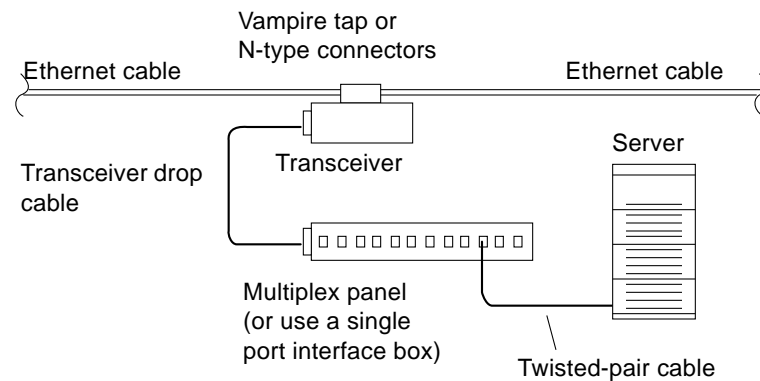 Vampire tap or
N-type connectors
Ethernet cable
Ethernet cable
Server
Transceiver
Transceiver drop
cable
Multiplex panel
(or use a single
port interface box)
Twisted-pair cable